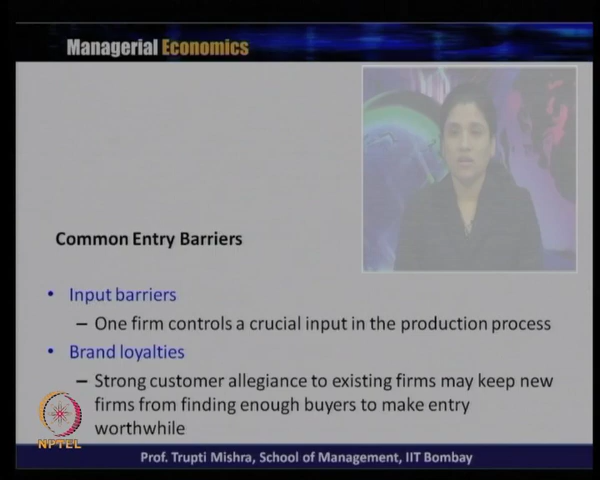 Managerial Economics
Common Entry Barriers
• Input barriers
– One firm controls a crucial input in the production process
• Brand loyalties
– Strong customer allegiance to existing firms may keep new
firms from finding enough buyers to make entry
worthwhile
NPTEL
Prof. Trupti Mishra, School of Management, IIT Bombay